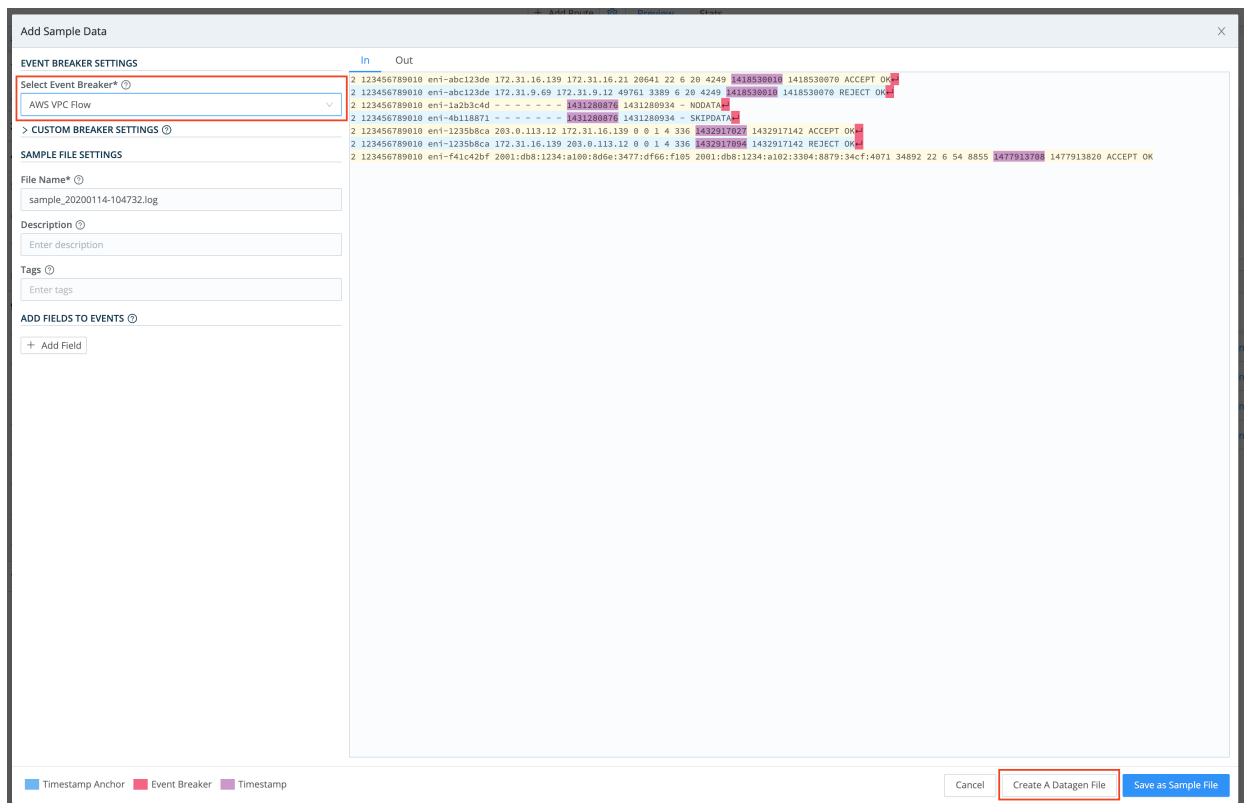 + Add Route
Preview
Stats
Add Sample Data
EVENT BREAKER SETTINGS
Select Event Breaker*
AWS VPC Flow
> CUSTOM BREAKER SETTINGS
SAMPLE FILE SETTINGS
File Name*
sample_20200114-104732.log
Description
Enter description
Tags
Enter tags
ADD FIELDS TO EVENTS
+ Add Field
In Out
2 123456789010 eni-abc123de 172.31.16.139 172.31.16.21 20641 22 6 20 4249 1418530010 1418530070 ACCEPT OK↵
2 123456789010 eni-abc123de 172.31.9.69 172.31.9.12 49761 3389 6 20 4249 1418530010 1418530070 REJECT OK↵
2 123456789010 eni-1a2b3c4d - - - - - - - 1431280876 1431280934 - NODATA↵
2 123456789010 eni-4b118871 - - - - - - - 1431280876 1431280934 - SKIPDATA↵
2 123456789010 eni-1235b8ca 203.0.113.12 172.31.16.139 0 0 1 4 336 1432917027 1432917142 ACCEPT OK↵
2 123456789010 eni-1235b8ca 172.31.16.139 203.0.113.12 0 0 1 4 336 1432917094 1432917142 REJECT OK↵
2 123456789010 eni-f41c42bf 2001:db8:1234:a100:8d6e:3477:df66:f105 2001:db8:1234:a102:3304:8879:34cf:4071 34892 22 6 54 8855 1477913708 1477913820 ACCEPT OK
Timestamp Anchor Event Breaker Timestamp
Cancel Create A Datagen File Save as Sample File